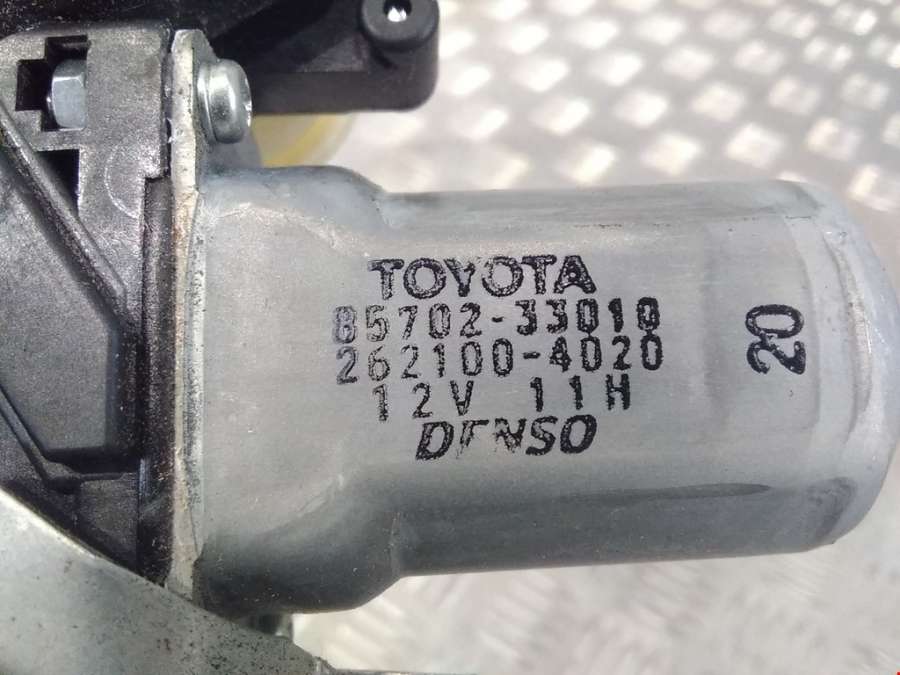 TOYOTA
85702-33010
262100-4020
12V 11H
DENSO
20